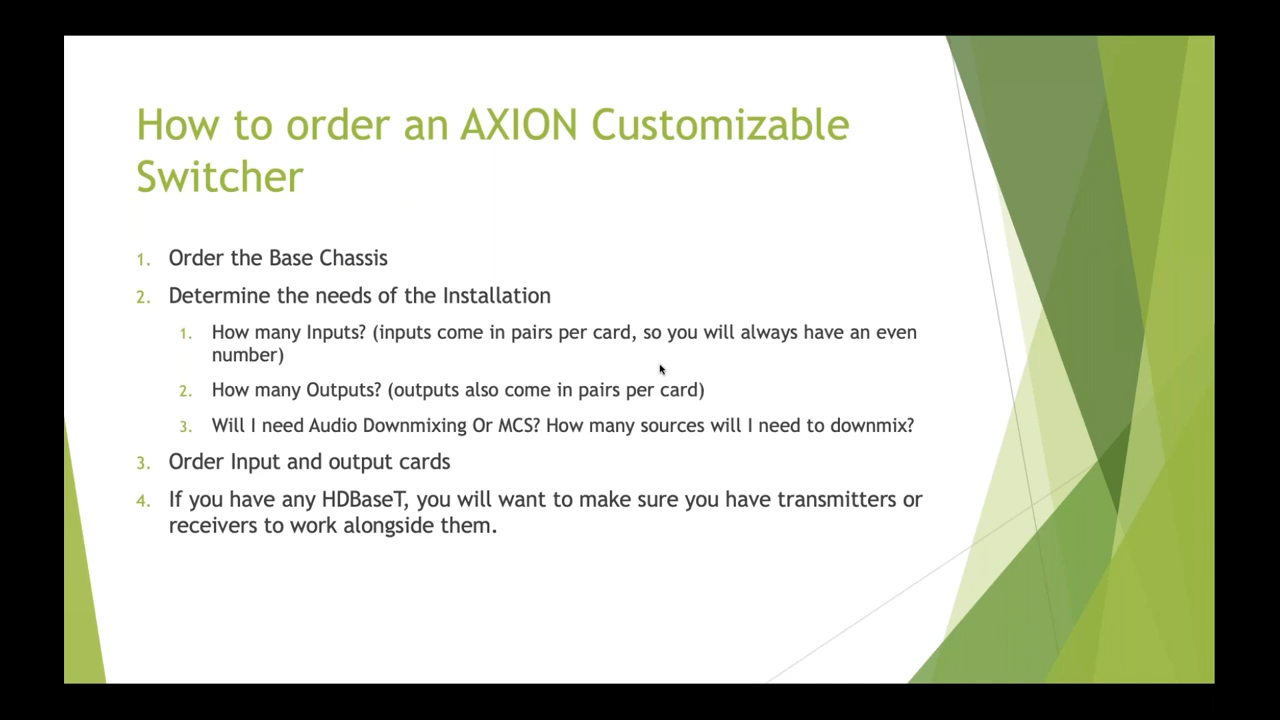 How to order an AXION Customizable
Switcher
1. Order the Base Chassis
2. Determine the needs of the Installation
1. How many Inputs? (inputs come in pairs per card, so you will always have an even
number)
2. How many Outputs? (outputs also come in pairs per card)
3. Will I need Audio Downmixing Or MCS? How many sources will I need to downmix?
3. Order Input and output cards
4. If you have any HDBaseT, you will want to make sure you have transmitters or
receivers to work alongside them.